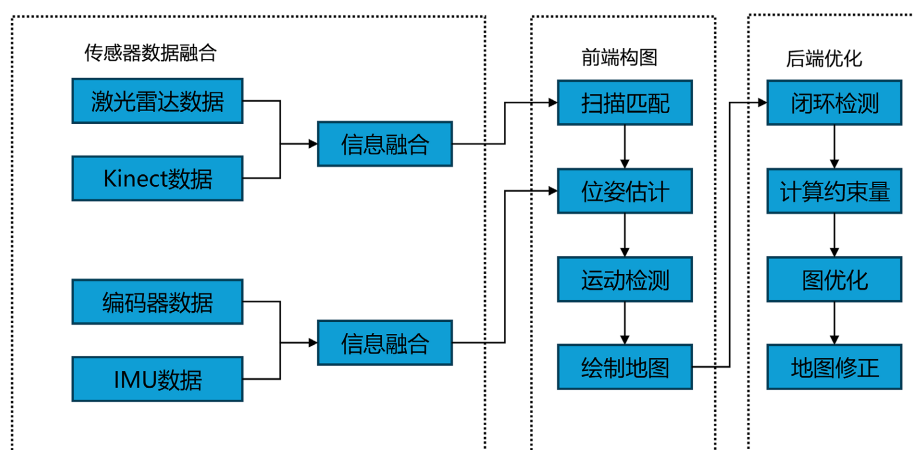 传感器数据融合
激光雷达数据
Kinect数据
信息融合
编码器数据
IMU数据
信息融合
前端构图
扫描匹配
位姿估计
运动检测
绘制地图
后端优化
闭环检测
计算约束量
图优化
地图修正